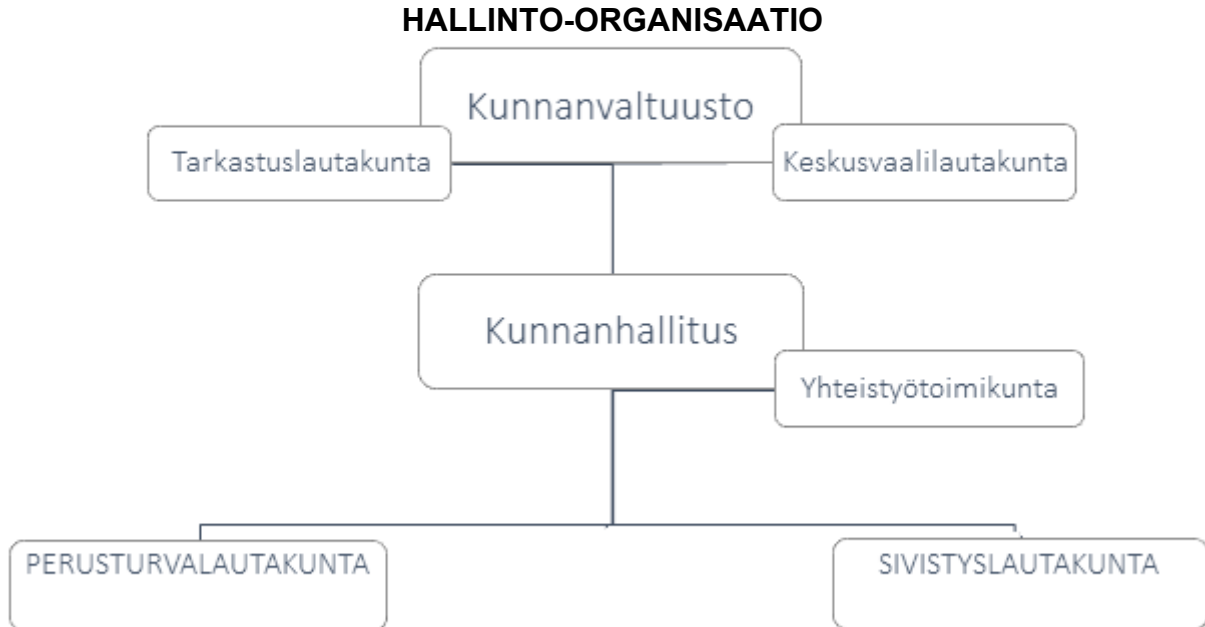 HALLINTO-ORGANISAATIO
Kunnanvaltuusto
Tarkastuslautakunta
Keskusvaalilautakunta
Kunnanhallitus
Yhteistyötoimikunta
PERUSTURVALAUTAKUNTA
SIVISTYSLAUTAKUNTA